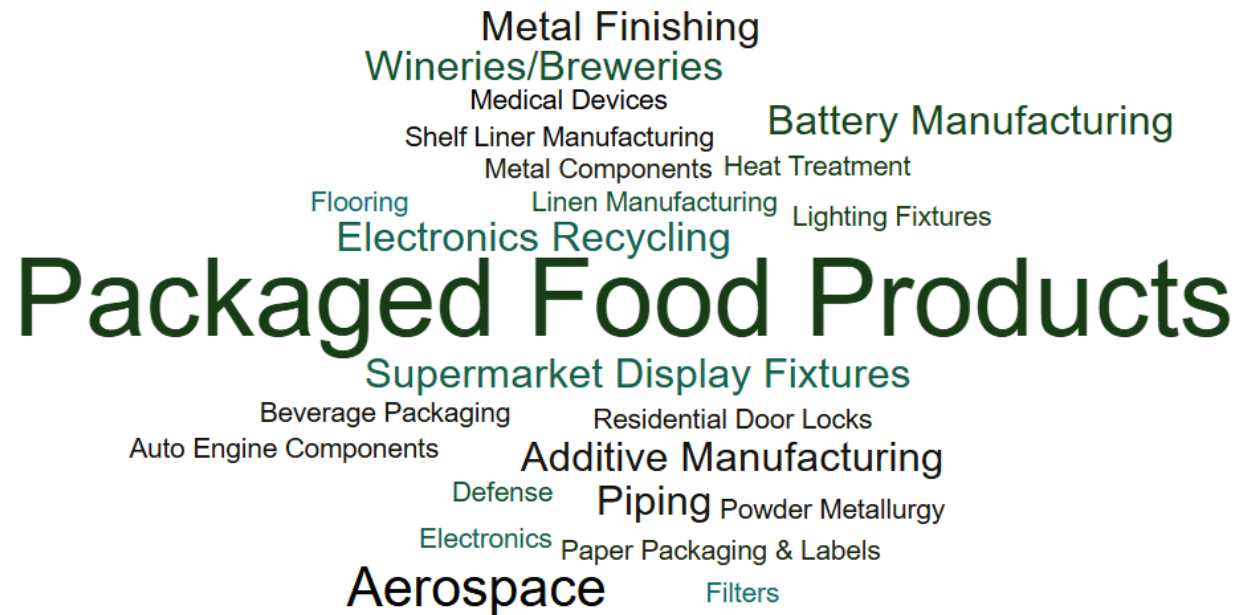 Metal Finishing
Wineries/Breweries
Medical Devices
Battery Manufacturing
Shelf Liner Manufacturing
Metal Components
Heat Treatment
Flooring
Linen Manufacturing
Lighting Fixtures
Electronics Recycling
Packaged Food Products
Supermarket Display Fixtures
Beverage Packaging
Residential Door Locks
Auto Engine Components
Additive Manufacturing
Defense
Piping
Powder Metallurgy
Electronics
Paper Packaging & Labels
Aerospace
Filters